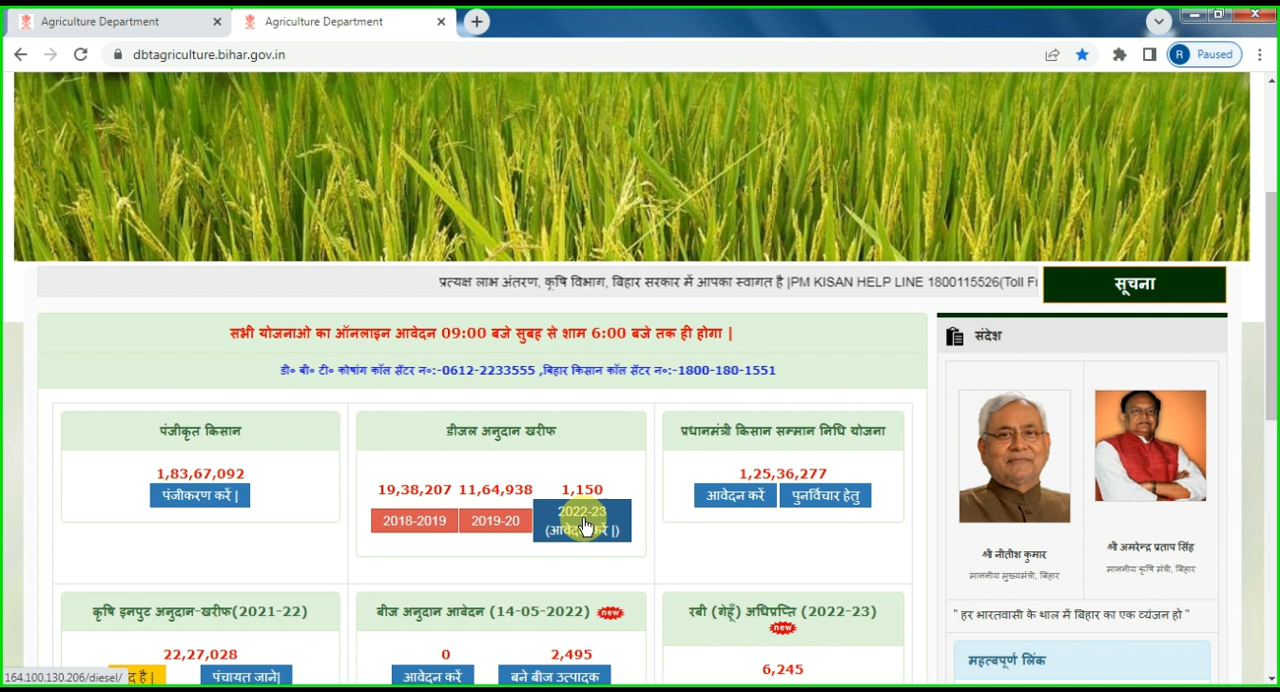 Agriculture Department
Agriculture Department
dbtagriculture.bihar.gov.in
R Paused
प्रत्यक्ष लाभ अंतरण, कृषि विभाग, बिहार सरकार में आपका स्वागत है |PM KISAN HELP LINE 1800115526(Toll
सूचना
सभी योजनाओ का ऑनलाइन आवेदन 09:00 बजे सुबह से शाम 6:00 बजे तक ही होगा |
डी० बी० टी० कोषांग कॉल सेंटर न०:-0612-2233555 ,बिहार किसान कॉल सेंटर न०:-1800-180-1551
संदेश
पंजीकृत किसान
1,83,67,092
पंजीकरण करें |
डीजल अनुदान खरीफ
19,38,207 11,64,938 1,150
2018-2019 2019-20 2022-23
(आवेदन करें |)
प्रधानमंत्री किसान सम्मान निधि योजना
1,25,36,277
आवेदन करें पुनर्विचार हेतु
श्री नीतीश कुमार
माननीय मुख्यमंत्री, बिहार
श्री अमरेन्द्र प्रताप सिंह
माननीय कृषि मंत्री, बिहार
" हर भारतवासी के थाल में बिहार का एक व्यंजन हो "
महत्वपूर्ण लिंक
कृषि इनपुट अनुदान-खरीफ(2021-22)
22,27,028
है | पंचायत जाने|
बीज अनुदान आवेदन (14-05-2022) new
0 2,495
आवेदन करें बने बीज उत्पादक
रबी (गेहूँ) अधिप्राप्ति (2022-23)
new
6,245
164.100.130.206/diesel/